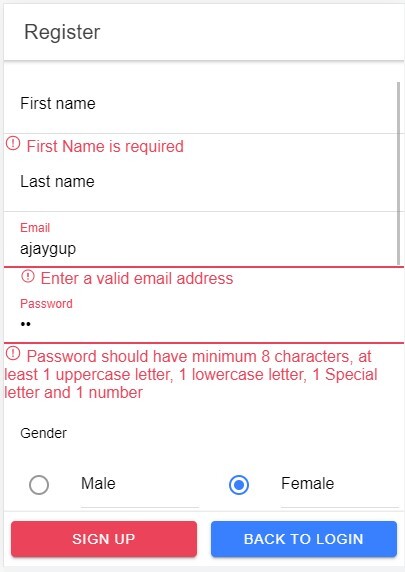 Register
First name
First Name is required
Last name
Email
ajaygup
Enter a valid email address
Password
••
Password should have minimum 8 characters, at
least 1 uppercase letter, 1 lowercase letter, 1 Special
letter and 1 number
Gender
Male Female
SIGN UP BACK TO LOGIN